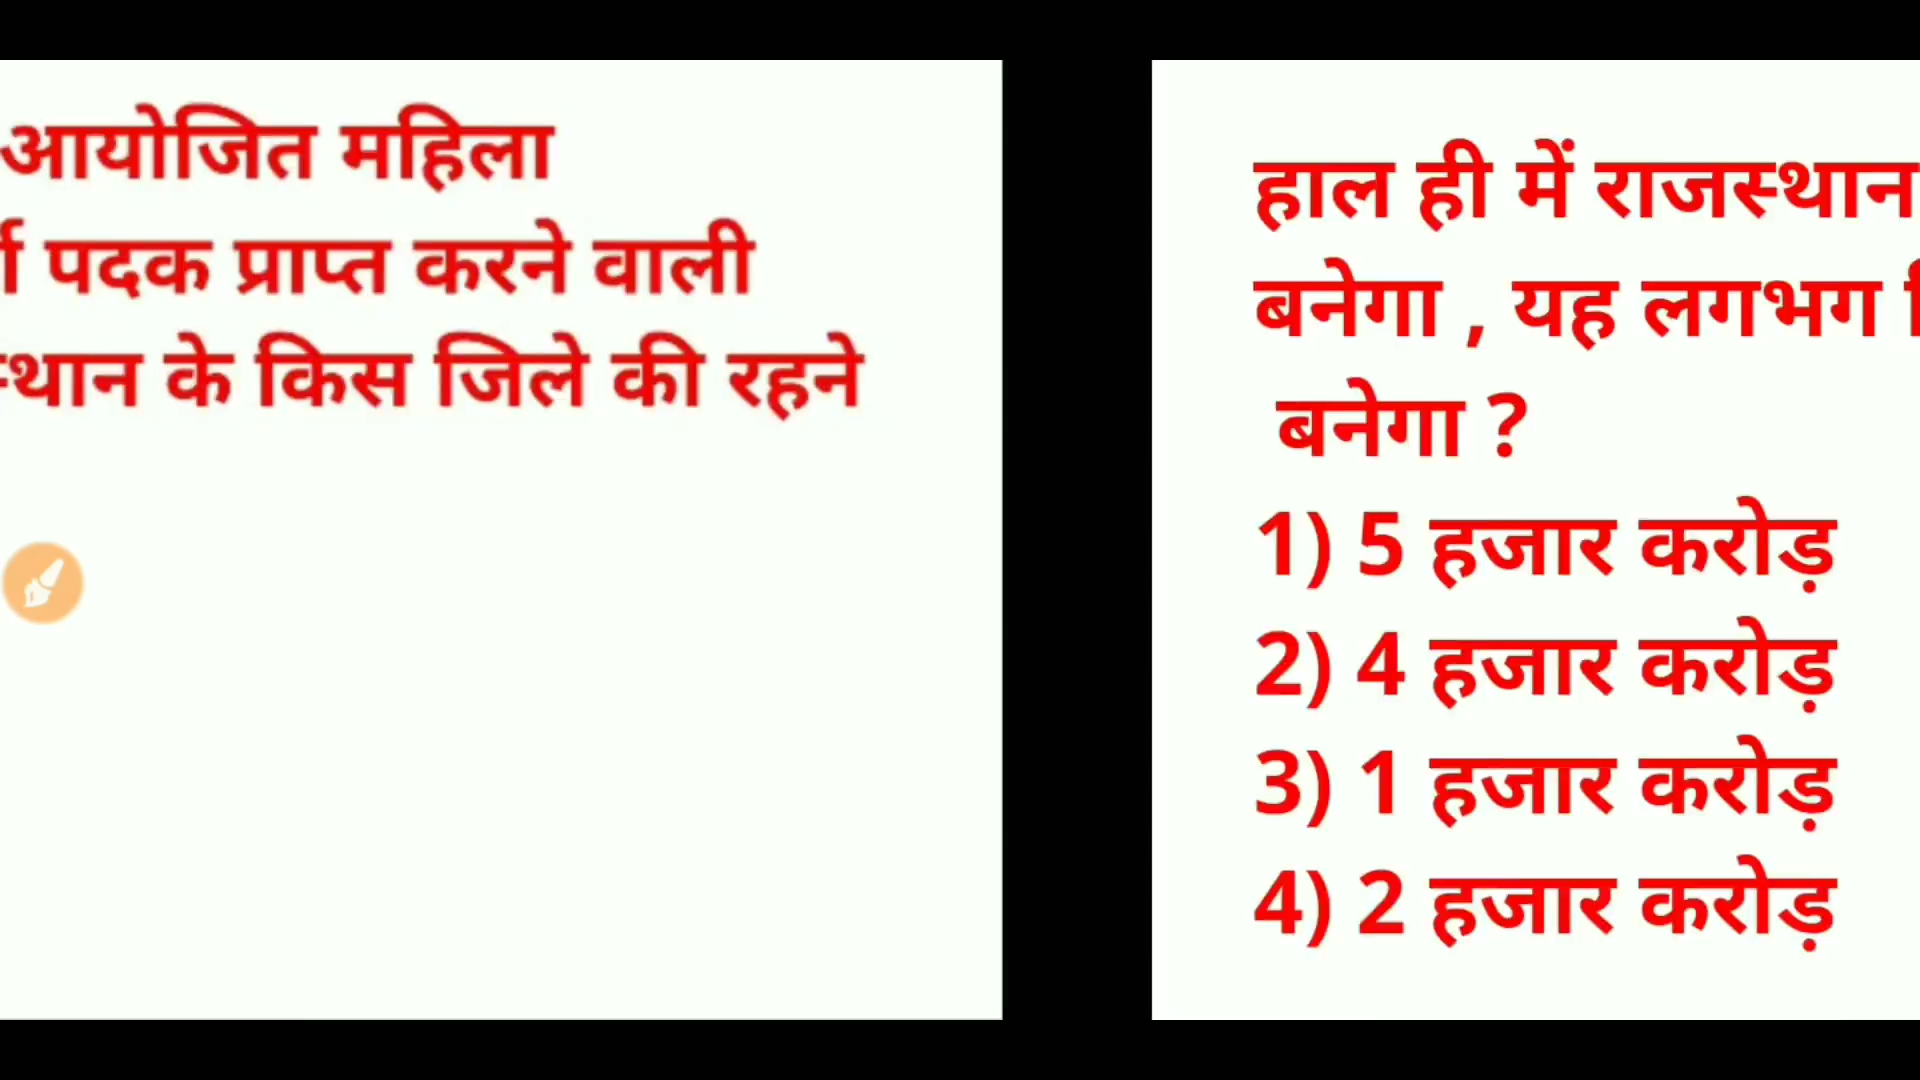 आयोजित महिला
पदक प्राप्त करने वाली
के किस जिले की रहने
हाल ही में राजस्थान
बनेगा , यह लगभग
बनेगा ?
1) 5 हजार करोड़
2) 4 हजार करोड़
3) 1 हजार करोड़
4) 2 हजार करोड़